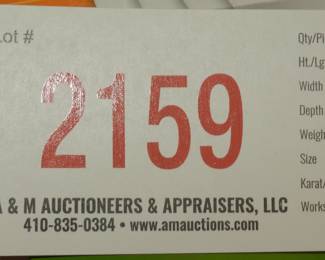 Lot #
2159
A & M AUCTIONEERS & APPRAISERS, LLC
410-835-0384 • www.amauctions.com
Qty/Pi
Ht./Lg
Width
Depth
Weigh
Size
Karat/
Works